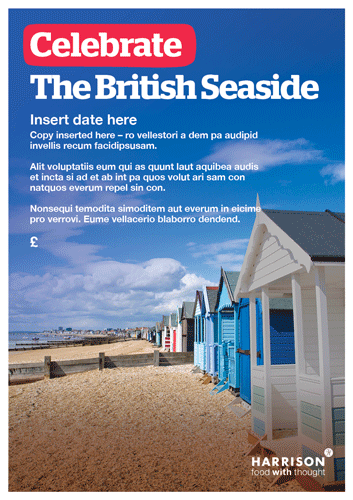 Celebrate
The British Seaside
Insert date here
Copy inserted here – ro vellestori a dem pa audipid
invellis recum facidipsusam.
Alit voluptatiis eum qui as quunt laut aquibea audis
et incta si ad et ab int pa quos volut ari sam con
natquos everum repel sin con.
Nonsequi temodita simoditem aut everum in eicime
pro verrovi. Eume vellacerio blaborro dendend.
£
HARRISON
food with thought